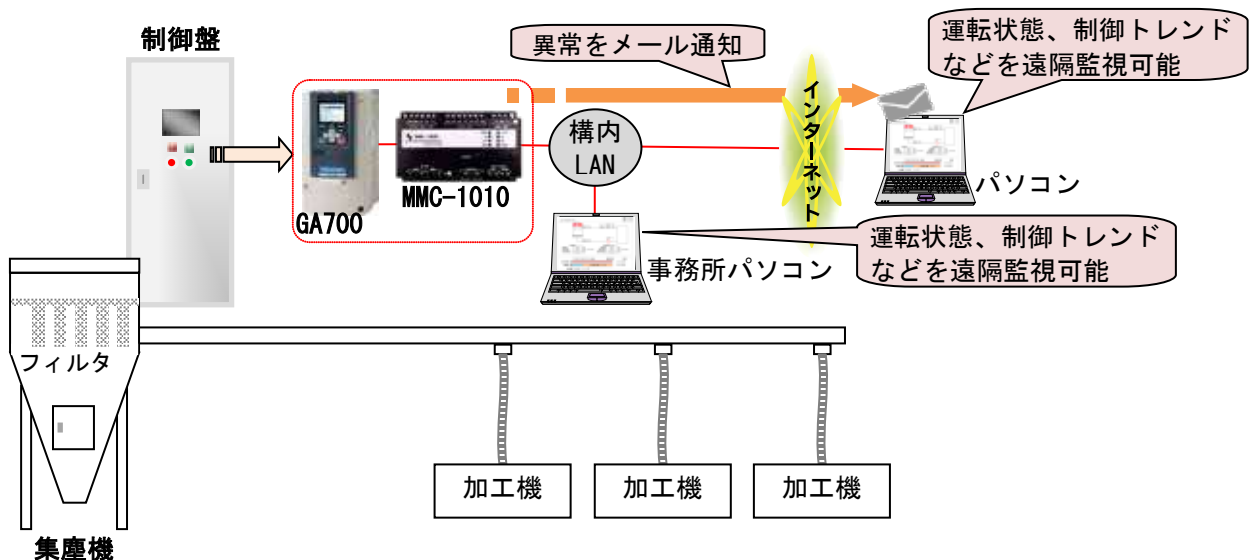 制御盤
異常をメール通知
運転状態、制御トレンド
などを遠隔監視可能
インターネット
構内
LAN
MMC-1010
GA700
パソコン
事務所パソコン
運転状態、制御トレンド
などを遠隔監視可能
フィルタ
加工機
加工機
加工機
集塵機